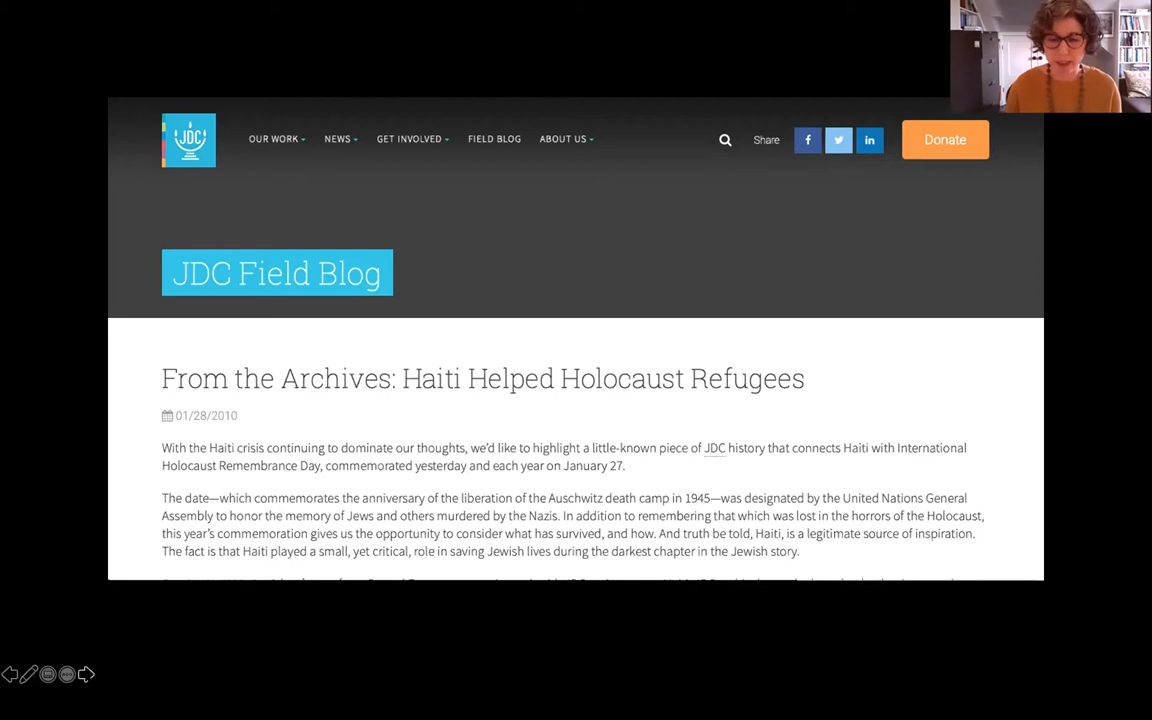 JDC
OUR WORK
NEWS
GET INVOLVED
FIELD BLOG
ABOUT US
Share
Donate
JDC Field Blog
From the Archives: Haiti Helped Holocaust Refugees
01/28/2010
With the Haiti crisis continuing to dominate our thoughts, we'd like to highlight a little-known piece of JDC history that connects Haiti with International
Holocaust Remembrance Day, commemorated yesterday and each year on January 27.
The date—which commemorates the anniversary of the liberation of the Auschwitz death camp in 1945—was designated by the United Nations General
Assembly to honor the memory of Jews and others murdered by the Nazis. In addition to remembering that which was lost in the horrors of the Holocaust,
this year's commemoration gives us the opportunity to consider what has survived, and how. And truth be told, Haiti, is a legitimate source of inspiration.
The fact is that Haiti played a small, yet critical, role in saving Jewish lives during the darkest chapter in the Jewish story.